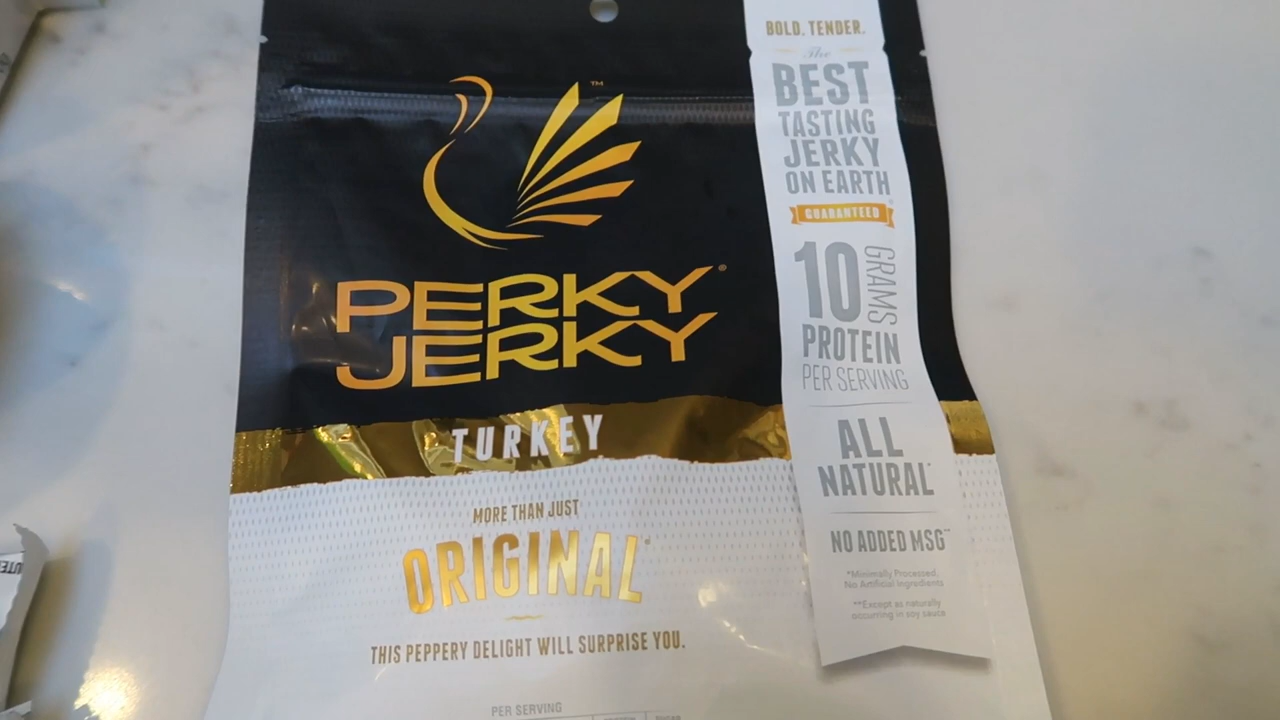 PERKY
JERKY
TURKEY
MORE THAN JUST
ORIGINAL
THIS PEPPERY DELIGHT WILL SURPRISE YOU.
PER SERVING
BOLD. TENDER.
The
BEST
TASTING
JERKY
ON EARTH
GUARANTEED
10 GRAMS
PROTEIN
PER SERVING
ALL
NATURAL*
NO ADDED MSG**
*Minimally Processed,
No Artificial Ingredients
**Except as naturally
occurring in soy sauce